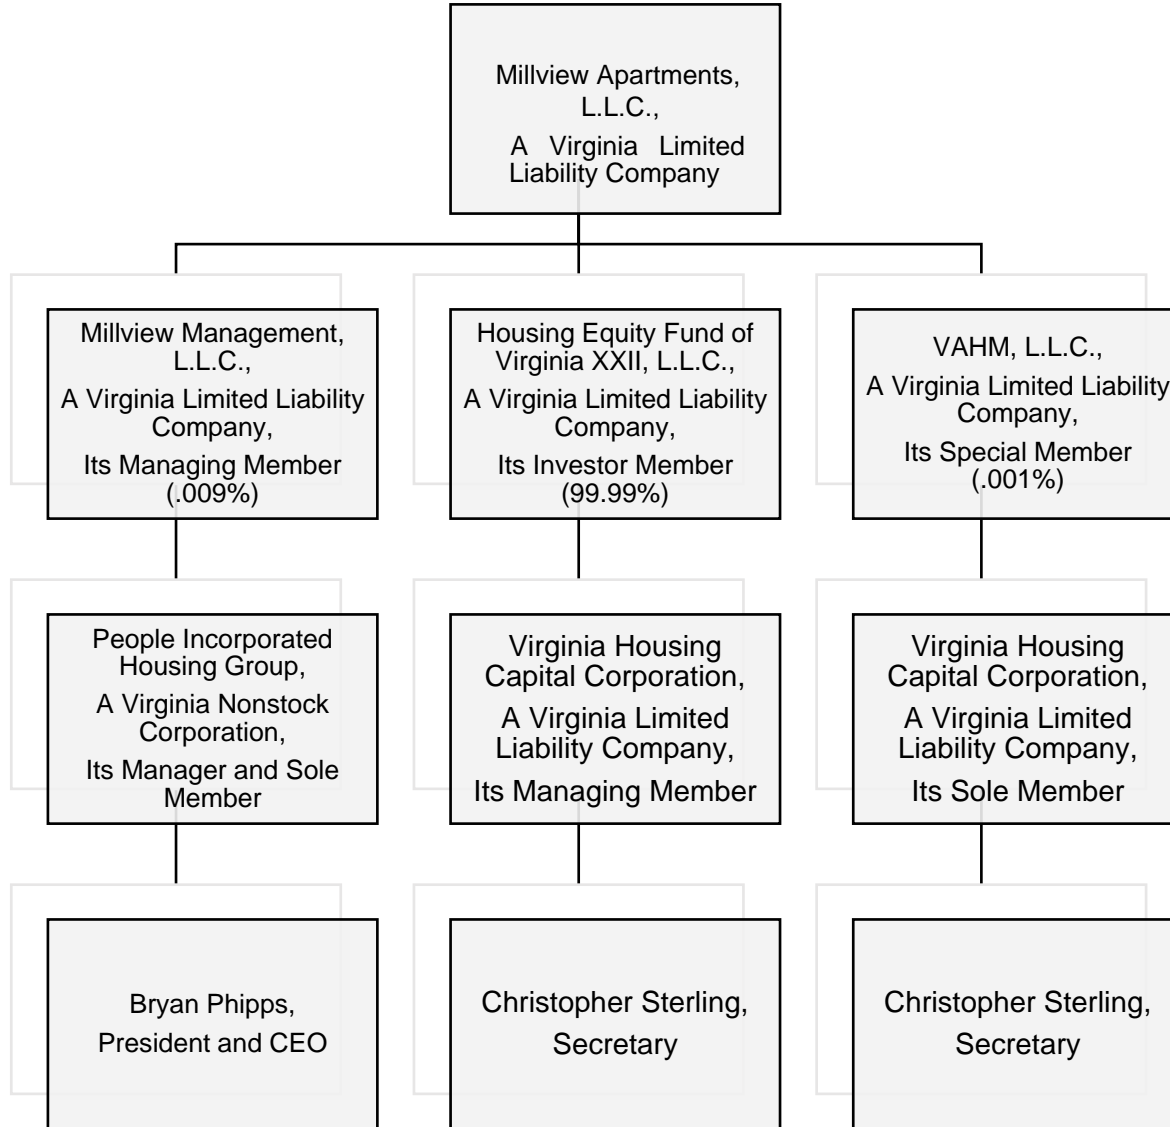 Millview Apartments,
L.L.C.,
A Virginia Limited
Liability Company
Millview Management,
L.L.C.,
A Virginia Limited Liability
Company,
Its Managing Member
(.009%)
Housing Equity Fund of
Virginia XXII, L.L.C.,
A Virginia Limited Liability
Company,
Its Investor Member
(99.99%)
VAHM, L.L.C.,
A Virginia Limited Liability
Company,
Its Special Member
(.001%)
People Incorporated
Housing Group,
A Virginia Nonstock
Corporation,
Its Manager and Sole
Member
Virginia Housing
Capital Corporation,
A Virginia Limited
Liability Company,
Its Managing Member
Virginia Housing
Capital Corporation,
A Virginia Limited
Liability Company,
Its Sole Member
Bryan Phipps,
President and CEO
Christopher Sterling,
Secretary
Christopher Sterling,
Secretary